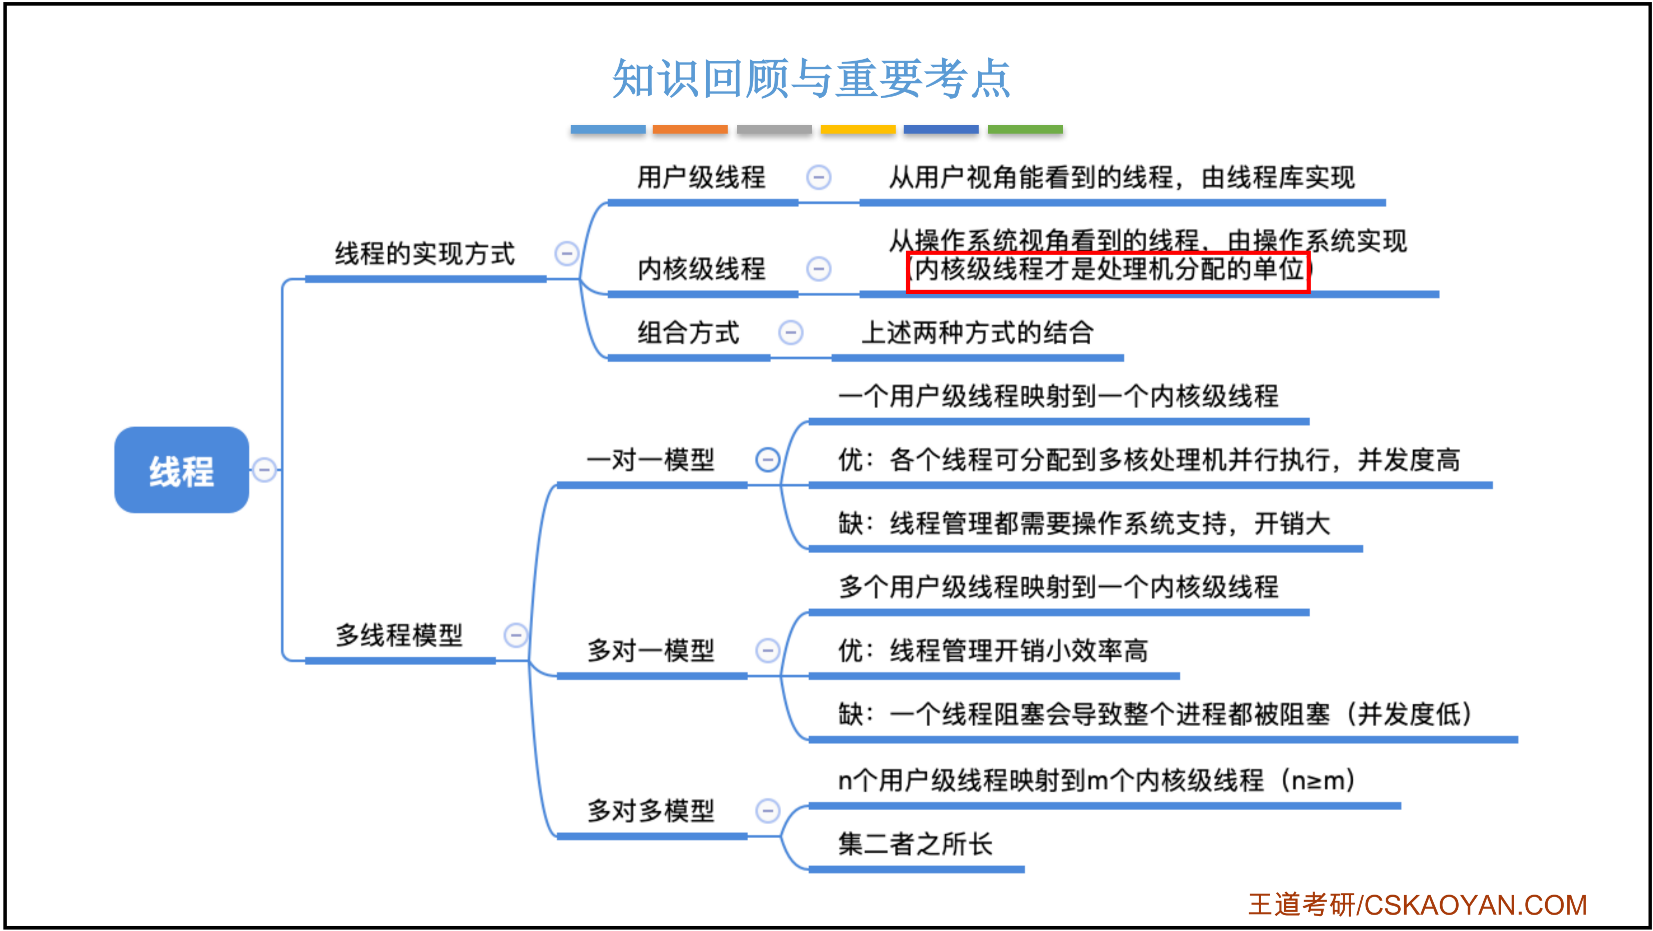 知识回顾与重要考点
线程
线程的实现方式
用户级线程
从用户视角能看到的线程，由线程库实现
内核级线程
从操作系统视角看到的线程，由操作系统实现
（内核级线程才是处理机分配的单位）
组合方式
上述两种方式的结合
多线程模型
一对一模型
一个用户级线程映射到一个内核级线程
优：各个线程可分配到多核处理机并行执行，并发度高
缺：线程管理都需要操作系统支持，开销大
多对一模型
多个用户级线程映射到一个内核级线程
优：线程管理开销小效率高
缺：一个线程阻塞会导致整个进程都被阻塞（并发度低）
多对多模型
n个用户级线程映射到m个内核级线程（n≥m）
集二者之所长
王道考研/CSKAOYAN.COM